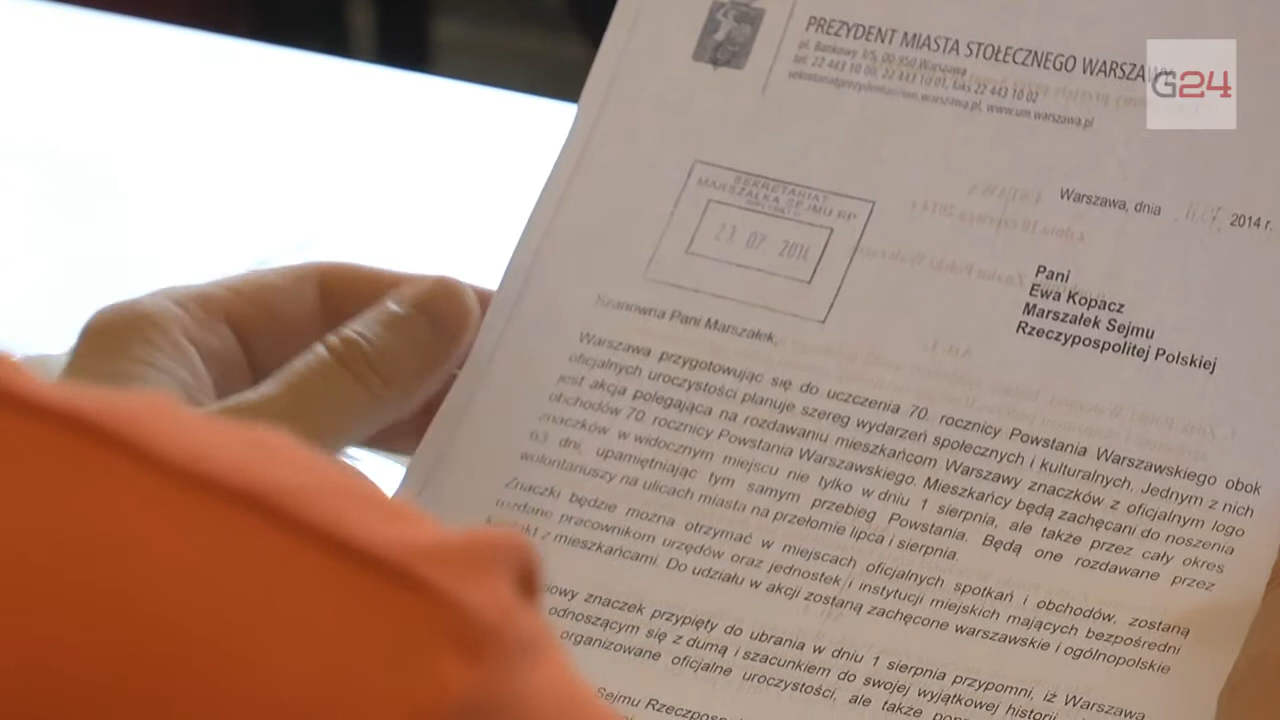 PREZYDENT MIASTA STOŁECZNEGO WARSZAWY
pl. Bankowy 3/5, 00-950 Warszawa
tel. 22 443 10 00, 22 443 10 01, faks 22 443 10 02
sekretariatprezydenta@um.warszawa.pl, www.um.warszawa.pl
G24
SEKRETARIAT
MARSZAŁKA SEJMU RP
WPŁYNĘŁO
23 07 2014
Warszawa, dnia 2014 r.
Pani
Ewa Kopacz
Marszałek Sejmu
Rzeczypospolitej Polskiej
Szanowna Pani Marszałek,
Warszawa przygotowując się do uczczenia 70 rocznicy Powstania Warszawskiego obok
oficjalnych uroczystości planuje szereg wydarzeń społecznych i kulturalnych. Jednym z nich
jest akcja polegająca na rozdawaniu mieszkańcom Warszawy znaczków z oficjalnym logo
obchodów 70 rocznicy Powstania Warszawskiego. Mieszkańcy będą zachęcani do noszenia
znaczków w widocznym miejscu nie tylko w dniu 1 sierpnia, ale także przez cały okres
63 dni, upamiętniając tym samym przebieg Powstania. Będą one rozdawane przez
wolontariuszy na ulicach miasta na przełomie lipca i sierpnia.
Znaczki będzie można otrzymać w miejscach oficjalnych spotkań i obchodów, zostaną
rozdane pracownikom urzędów oraz jednostek i instytucji miejskich mających bezpośredni
kontakt z mieszkańcami. Do udziału w akcji zostaną zachęcone warszawskie i ogólnopolskie
znaczek przypięty do ubrania w dniu 1 sierpnia przypomni, iż Warszawa
odnoszącym się z dumą i szacunkiem do swojej wyjątkowej historii
organizowane oficjalne uroczystości, ale także
Sejmu